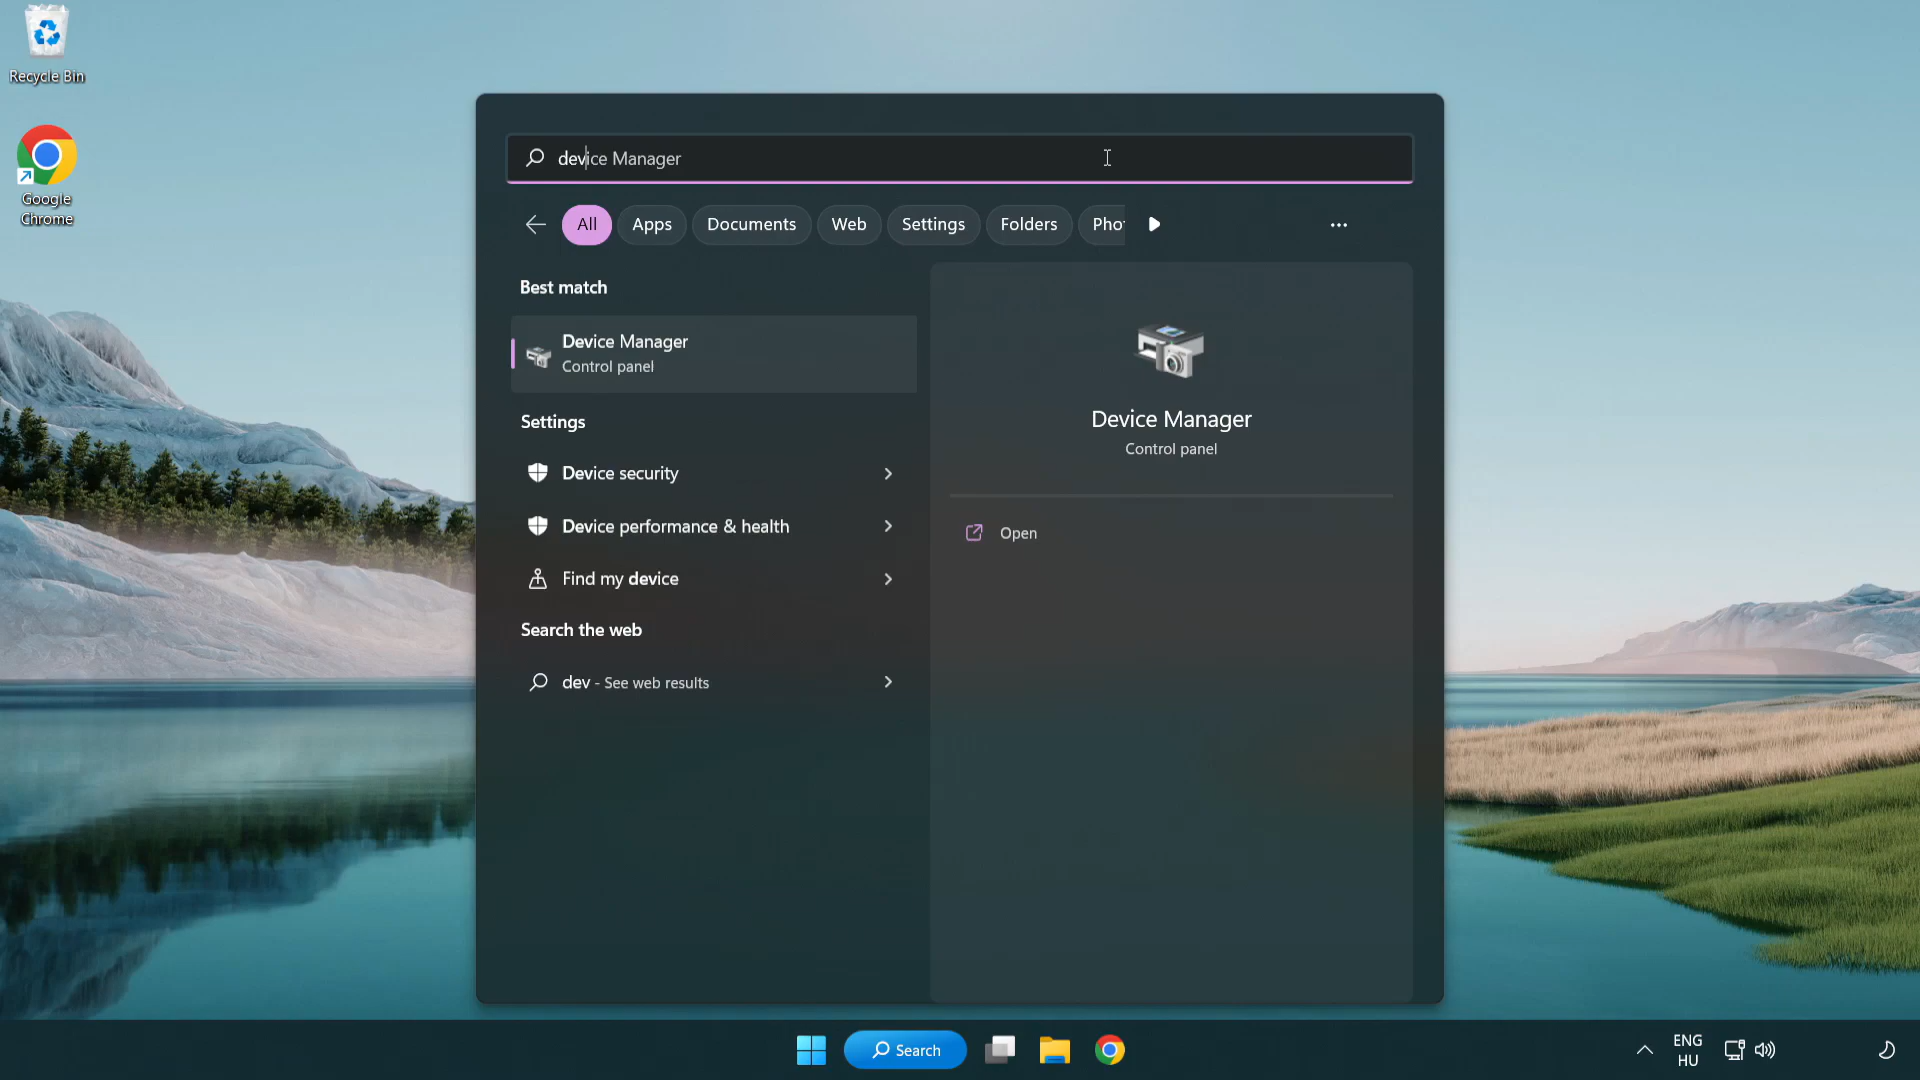 Recycle Bin
Google
Chrome
device Manager
All
Apps
Documents
Web
Settings
Folders
Pho
Best match
Device Manager
Control panel
Settings
Device security
Device performance & health
Find my device
Search the web
dev - See web results
Device Manager
Control panel
Open
Search
ENG
HU